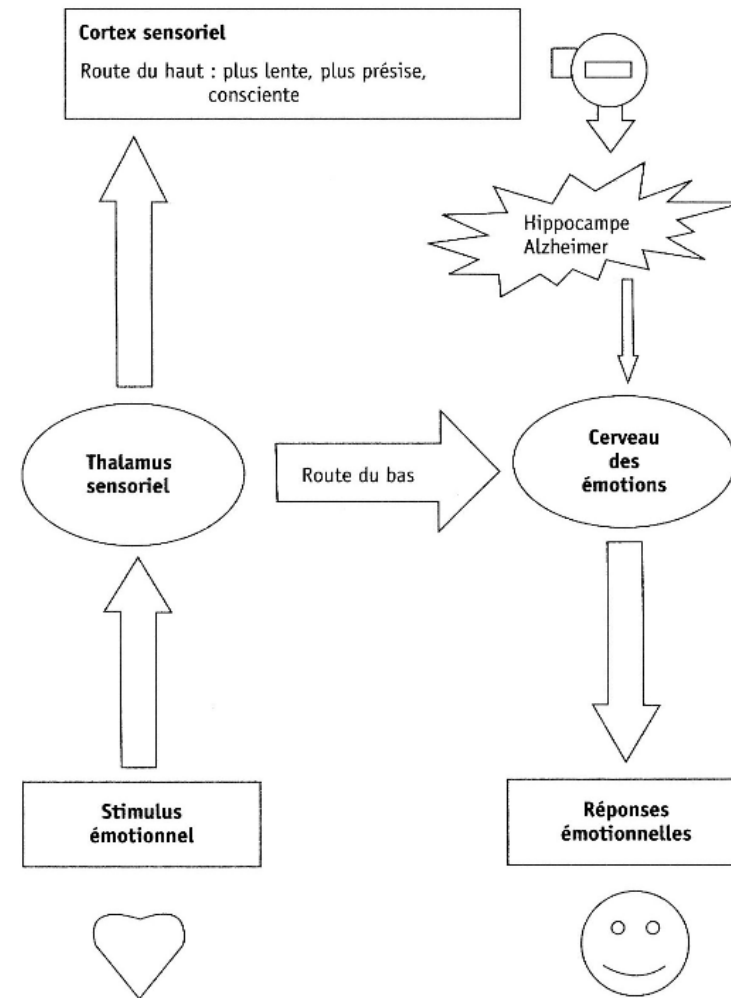 Cortex sensoriel
Route du haut : plus lente, plus présise,
consciente
Hippocampe
Alzheimer
Thalamus
sensoriel
Route du bas
Cerveau
des
émotions
Stimulus
émotionnel
Réponses
émotionnelles